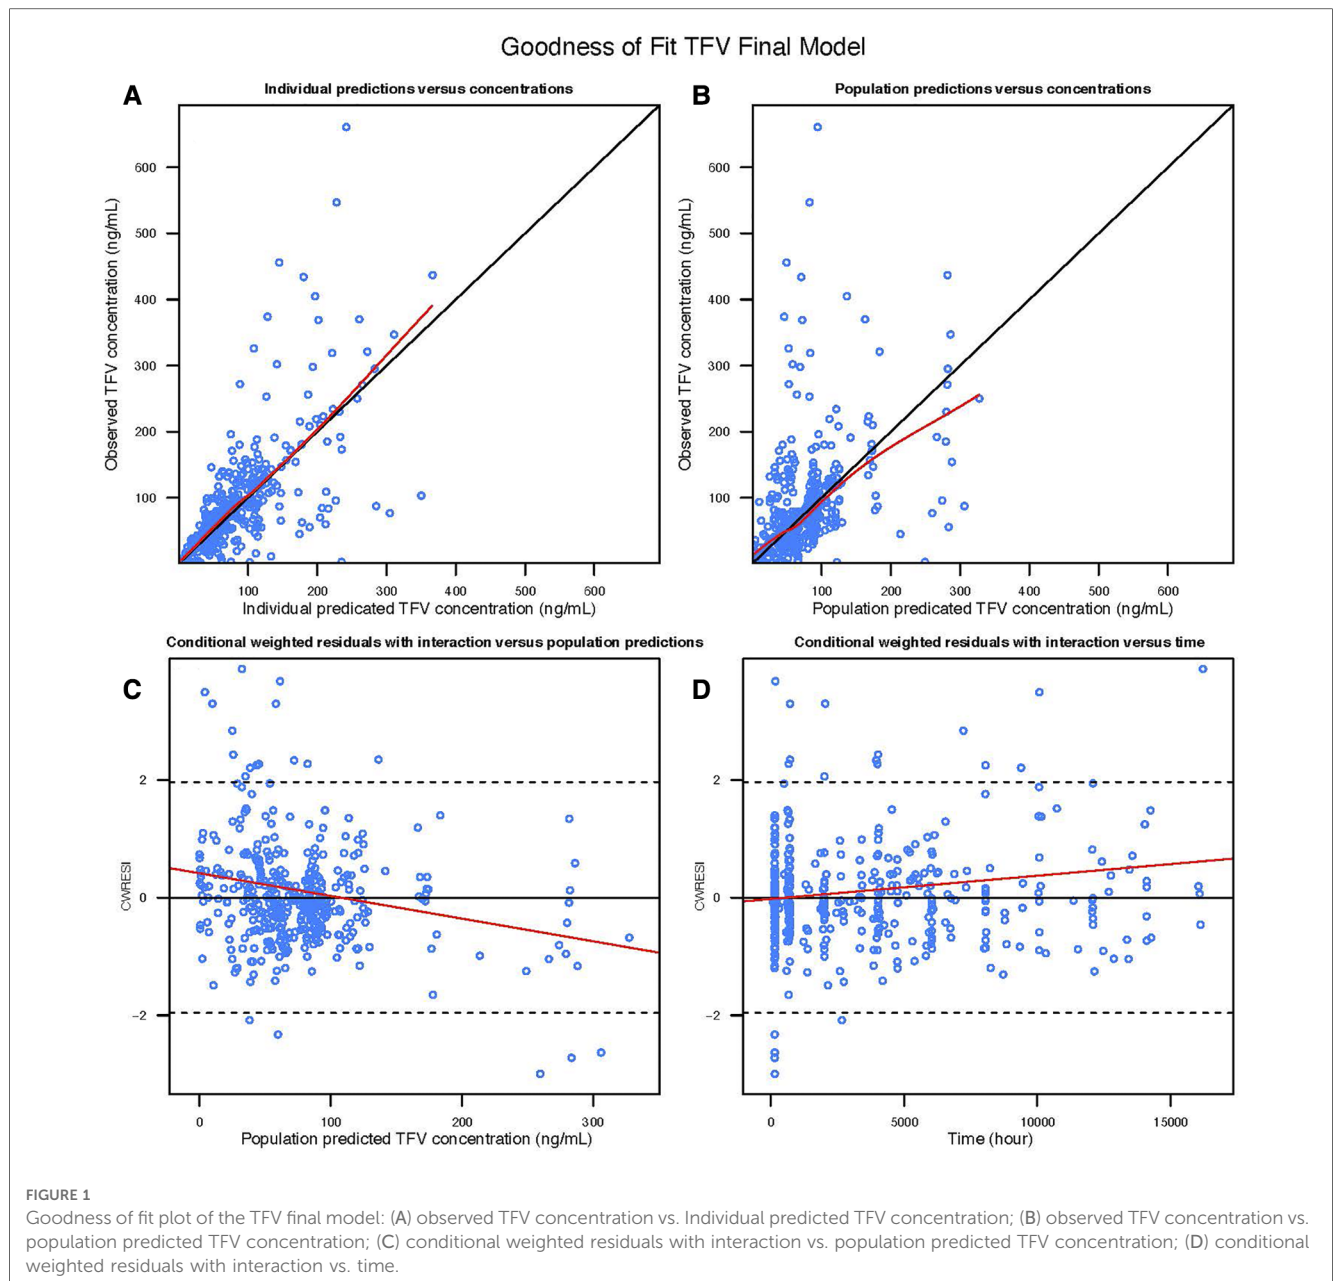 Goodness of Fit TFV Final Model
A
Individual predictions versus concentrations
Observed TFV concentration (ng/mL)
600
500
400
300
200
100
100 200 300 400 500 600
Individual predicated TFV concentration (ng/mL)
B
Population predictions versus concentrations
Observed TFV concentration (ng/mL)
600
500
400
300
200
100
100 200 300 400 500 600
Population predicated TFV concentration (ng/mL)
Conditional weighted residuals with interaction versus population predictions
C
CWRESI
2
0
−2
0 100 200 300
Population predicted TFV concentration (ng/mL)
Conditional weighted residuals with interaction versus time
D
CWRESI
2
0
−2
0 5000 10000 15000
Time (hour)
FIGURE 1
Goodness of fit plot of the TFV final model: (A) observed TFV concentration vs. Individual predicted TFV concentration; (B) observed TFV concentration vs.
population predicted TFV concentration; (C) conditional weighted residuals with interaction vs. population predicted TFV concentration; (D) conditional
weighted residuals with interaction vs. time.